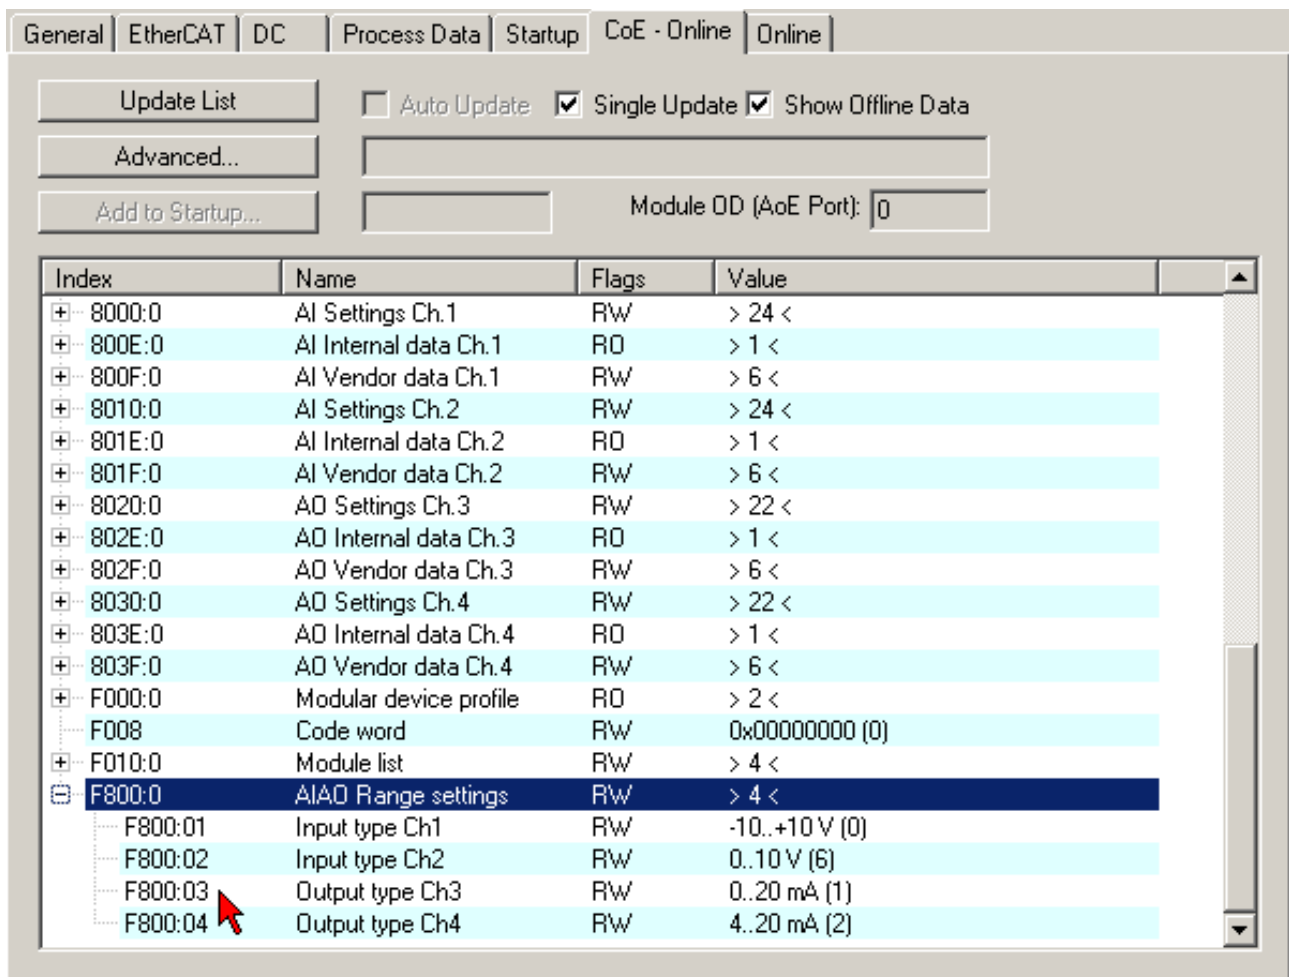 General EtherCAT DC Process Data Startup CoE - Online Online
Update List Auto Update Single Update Show Offline Data
Advanced...
Add to Startup... Module OD (AoE Port): 0
Index Name Flags Value
8000:0 AI Settings Ch.1 RW > 24 <
800E:0 AI Internal data Ch.1 RO > 1 <
800F:0 AI Vendor data Ch.1 RW > 6 <
8010:0 AI Settings Ch.2 RW > 24 <
801E:0 AI Internal data Ch.2 RO > 1 <
801F:0 AI Vendor data Ch.2 RW > 6 <
8020:0 AO Settings Ch.3 RW > 22 <
802E:0 AO Internal data Ch.3 RO > 1 <
802F:0 AO Vendor data Ch.3 RW > 6 <
8030:0 AO Settings Ch.4 RW > 22 <
803E:0 AO Internal data Ch.4 RO > 1 <
803F:0 AO Vendor data Ch.4 RW > 6 <
F000:0 Modular device profile RO > 2 <
F008 Code word RW 0x00000000 (0)
F010:0 Module list RW > 4 <
F800:0 AIAO Range settings RW > 4 <
F800:01 Input type Ch1 RW -10..+10 V (0)
F800:02 Input type Ch2 RW 0..10 V (6)
F800:03 Output type Ch3 RW 0..20 mA (1)
F800:04 Output type Ch4 RW 4..20 mA (2)